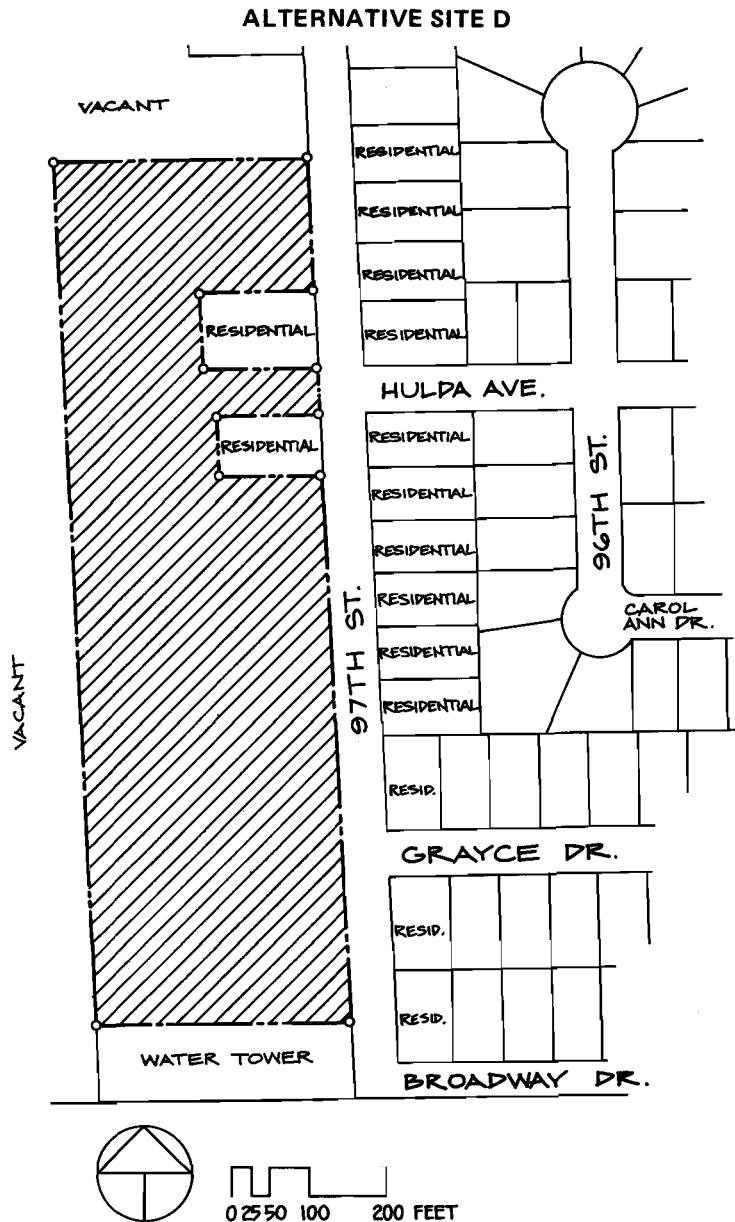 ALTERNATIVE SITE D
VACANT
RESIDENTIAL
RESIDENTIAL
RESIDENTIAL
RESIDENTIAL
RESIDENTIAL
HULDA AVE.
RESIDENTIAL
RESIDENTIAL
RESIDENTIAL
RESIDENTIAL
RESIDENTIAL
RESIDENTIAL
RESIDENTIAL
96TH ST.
CAROL
ANN DR.
97TH ST.
VACANT
RESID.
GRAYCE DR.
RESID.
RESID.
WATER TOWER
BROADWAY DR.
0 25 50 100 200 FEET